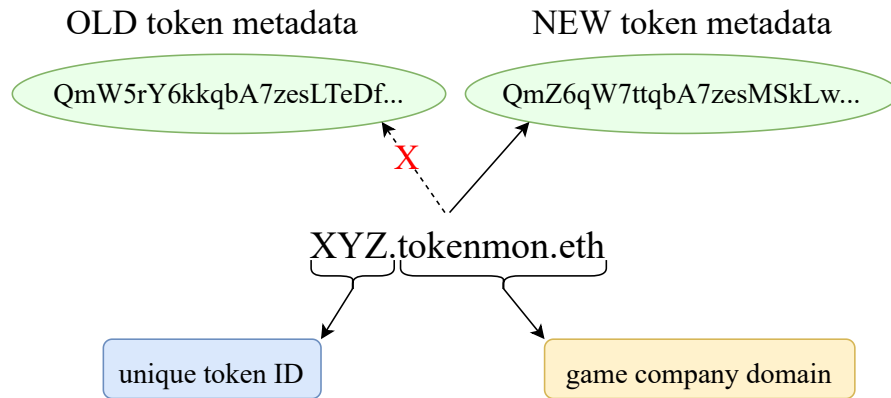 OLD token metadata
NEW token metadata
QmW5rY6kkqbA7zesLTeDf...
QmZ6qW7ttqbA7zesMSkLw...
X
XYZ.tokenmon.eth
unique token ID
game company domain